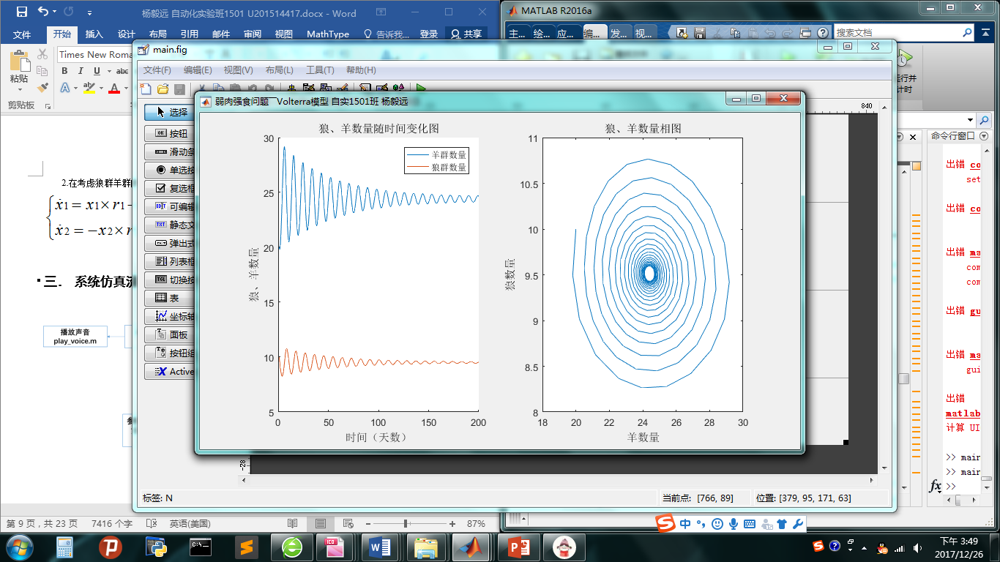 杨毅远 自动化实验班1501 U201514417.docx - Word
MATLAB R2016a
文件 开始 插入 设计 布局 引用 邮件 审阅 视图 MathType 告诉我... 登录 共享
主... 绘... 应... 编... 发... 视... 搜索文档
Times New Roma
粘贴
B I U abc
剪贴板
行并
计时
main.fig
文件(F) 编辑(E) 视图(V) 布局(L) 工具(T) 帮助(H)
选择
按钮
滑动条
单选按
复选框
可编辑
静态文
弹出式
列表框
切换按
表
坐标轴
面板
按钮组
Active
840
-28
弱肉强食问题——Volterra模型 自实1501班 杨毅远
狼、羊数量随时间变化图
羊群数量
狼群数量
狼、羊数量
30
25
20
15
10
5
0 50 100 150 200
时间（天数）
狼、羊数量相图
狼数量
11
10.5
10
9.5
9
8.5
8
18 20 22 24 26 28 30
羊数量
2.在考虑狼群羊群
ẋ1 = x1 × r1 −
ẋ2 = −x2 × r
三． 系统仿真流
播放声音
play_voice.m
命令行窗口
出错 co
set
出错 co
出错 ma
com
com
出错 gu
出错 ma
gui
出错
matlab
计算 UI
>> main
>> main
fx >>
标签: N
当前点: [766, 89]
位置: [379, 95, 171, 63]
第 9 页，共 23 页 7416 个字 英语(美国) 87%
中
下午 3:49
2017/12/26